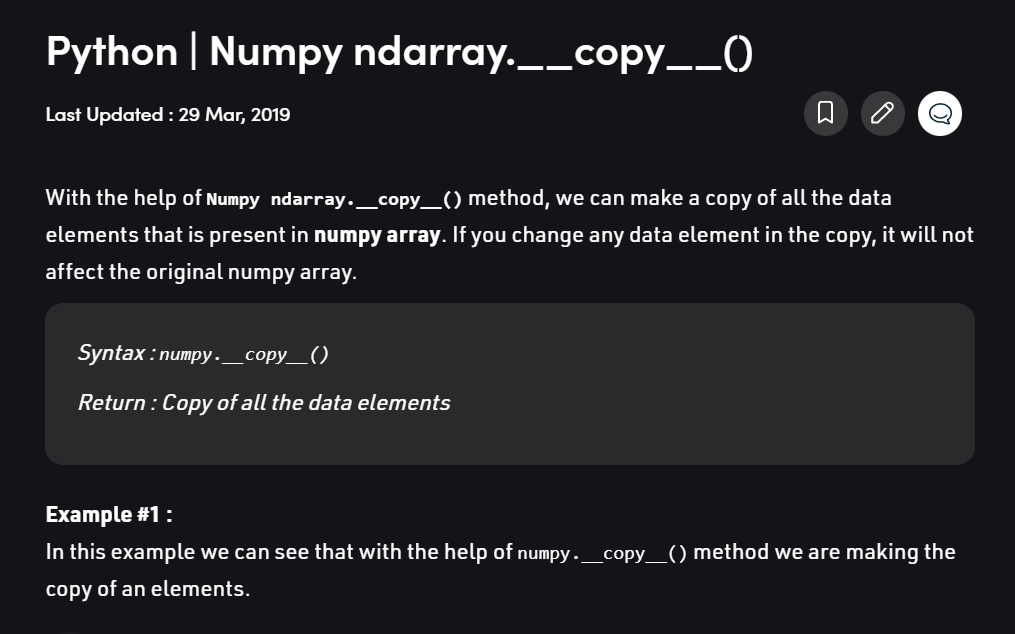 Python | Numpy ndarray.__copy__()
Last Updated : 29 Mar, 2019
With the help of Numpy ndarray.__copy__() method, we can make a copy of all the data
elements that is present in numpy array. If you change any data element in the copy, it will not
affect the original numpy array.
Syntax : numpy.__copy__()
Return : Copy of all the data elements
Example #1 :
In this example we can see that with the help of numpy.__copy__() method we are making the
copy of an elements.